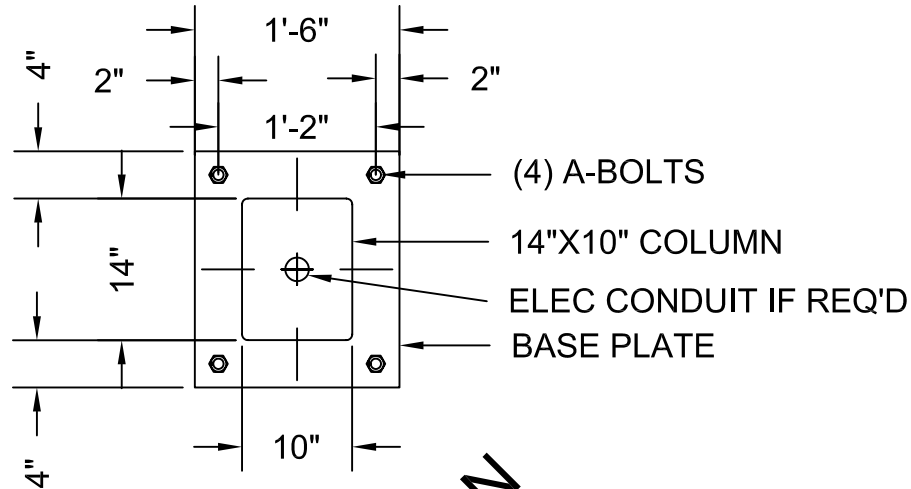 1'-6"
4"
2"
2"
1'-2"
(4) A-BOLTS
14"X10" COLUMN
14"
ELEC CONDUIT IF REQ'D
BASE PLATE
10"
4"
N